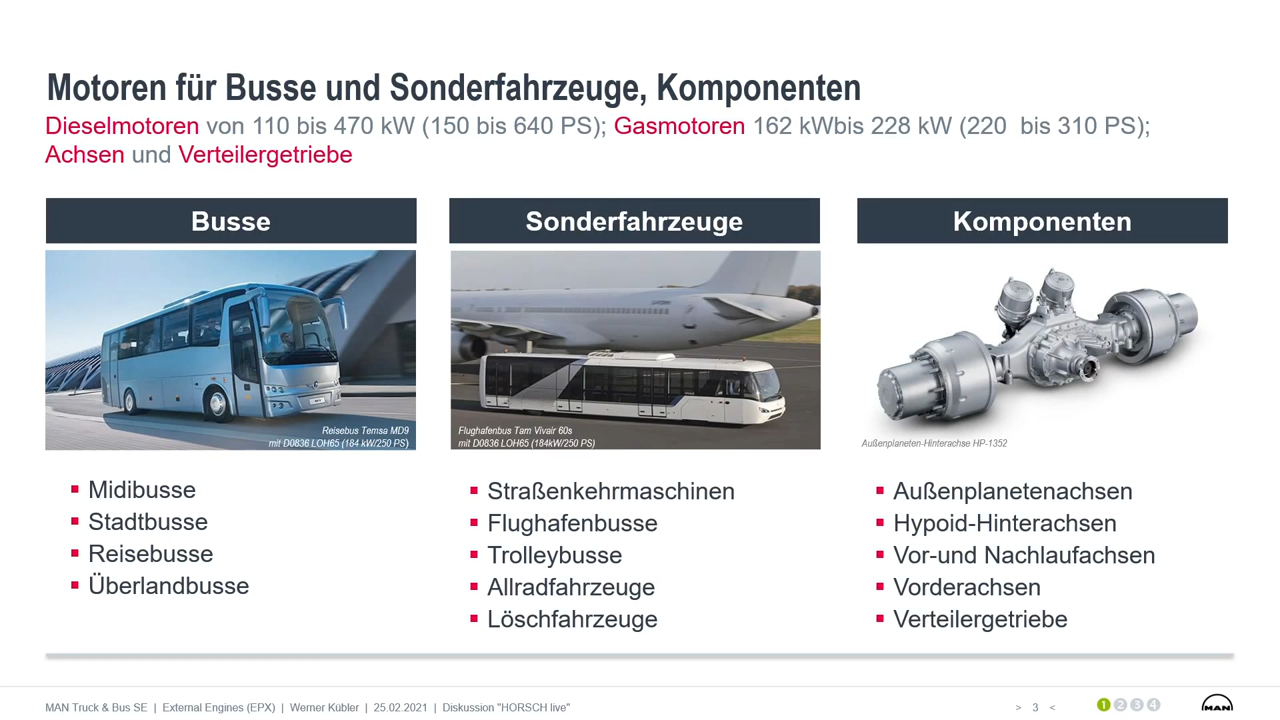 Motoren für Busse und Sonderfahrzeuge, Komponenten
Dieselmotoren von 110 bis 470 kW (150 bis 640 PS); Gasmotoren 162 kWbis 228 kW (220  bis 310 PS);
Achsen und Verteilergetriebe
Busse
Reisebus Temsa MD9
mit D0836 LOH65 (184 kW/250 PS)
Midibusse
Stadtbusse
Reisebusse
Überlandbusse
Sonderfahrzeuge
Flughafenbus Tam Vivair 60s
mit D0836 LOH65 (184kW/250 PS)
Straßenkehrmaschinen
Flughafenbusse
Trolleybusse
Allradfahrzeuge
Löschfahrzeuge
Komponenten
Außenplaneten-Hinterachse HP-1352
Außenplanetenachsen
Hypoid-Hinterachsen
Vor-und Nachlaufachsen
Vorderachsen
Verteilergetriebe
MAN Truck & Bus SE | External Engines (EPX) | Werner Kübler | 25.02.2021 | Diskussion "HORSCH live"
> 3 <
1 2 3 4
MAN